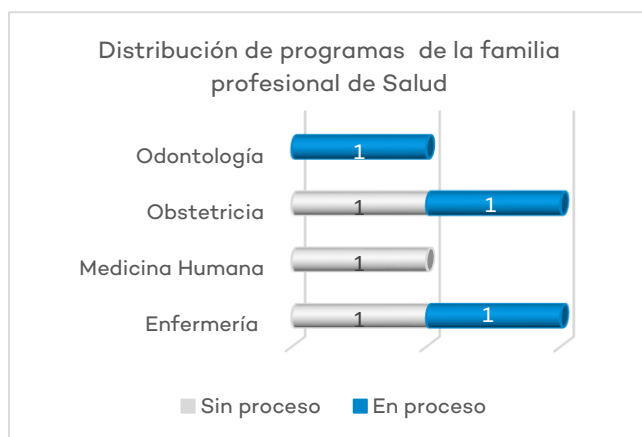 Distribución de programas de la familia
profesional de Salud
Odontología 1
Obstetricia 1 1
Medicina Humana 1
Enfermería 1 1
Sin proceso En proceso